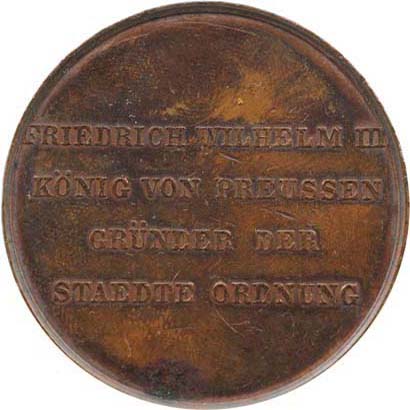 FRIEDRICH WILHELM III.
KÖNIG VON PREUSSEN
GRÜNDER DER
STAEDTE ORDNUNG